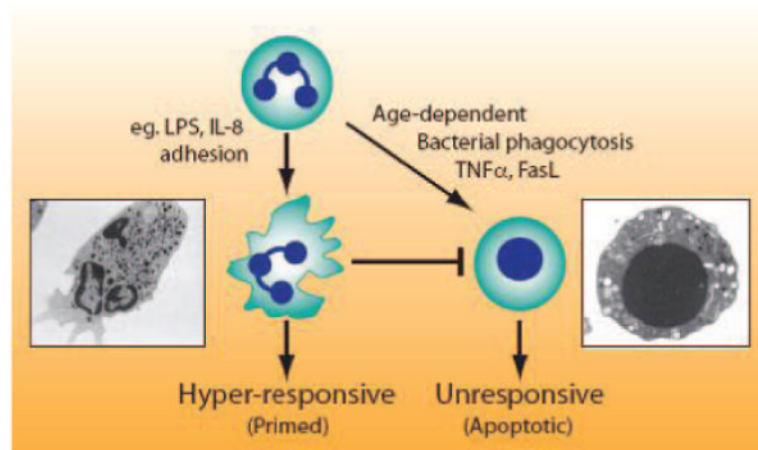 eg. LPS, IL-8
adhesion
Age-dependent
Bacterial phagocytosis
TNFα, FasL
Hyper-responsive
(Primed)
Unresponsive
(Apoptotic)